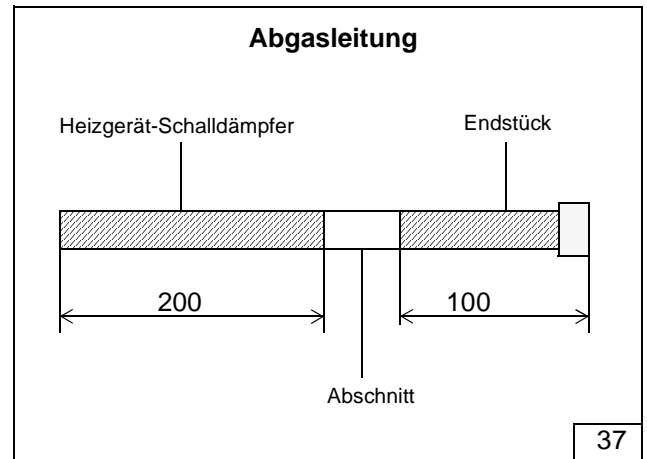 Abgasleitung
Heizgerät-Schalldämpfer
Endstück
200
100
Abschnitt
37